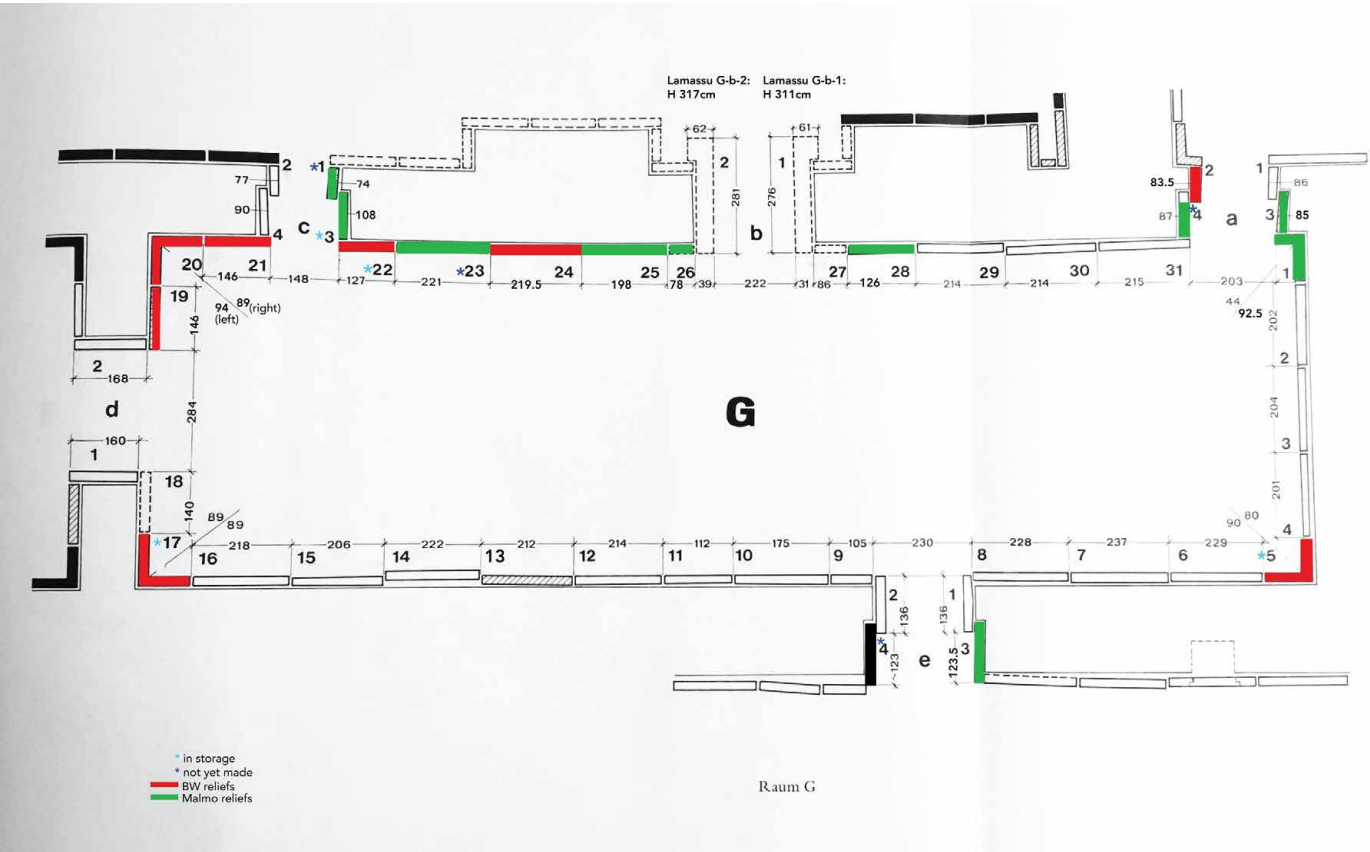 Lamassu G-b-2: Lamassu G-b-1:
H 317cm H 311cm
62 61
2 *1 2 1 2 1
77 74 281 276 83.5 86
90 108 87 *4 a 3 85
4 c *3 b
20 21 *22 *23 24 25 26 27 28 29 30 31 1
146 148 127 221 219.5 198 78 39 222 31 86 126 214 214 215 203
19 94 89(right) 44
(left) 92.5
146 202
2 2
168
d 284 G 204
160
1 3
18 201
140
89 89 90 80
*17 4
218 206 222 212 214 112 175 105 230 228 237 229
16 15 14 13 12 11 10 9 8 7 6 *5
2 1
136 136
*4 e 3
~123 123.5
* in storage
* not yet made
BW reliefs
Malmo reliefs
Raum G